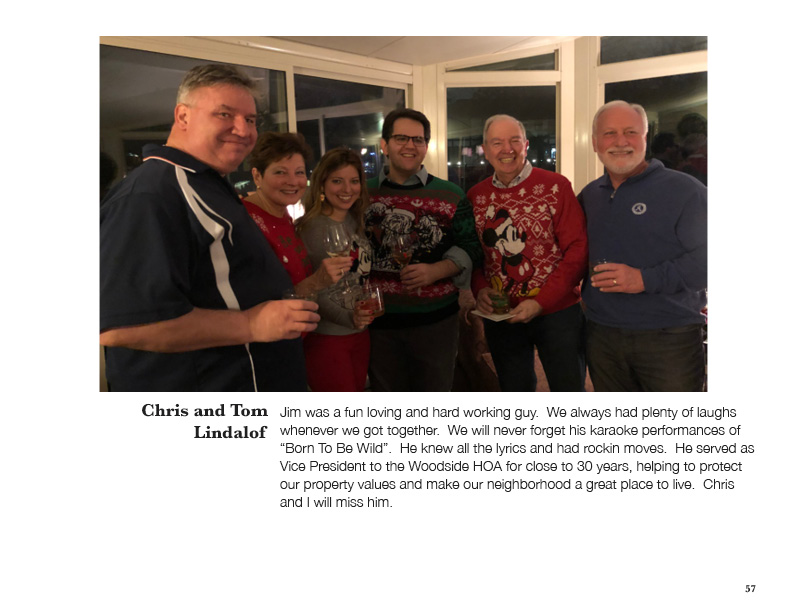 Chris and Tom
Lindalof
Jim was a fun loving and hard working guy.  We always had plenty of laughs
whenever we got together.  We will never forget his karaoke performances of
“Born To Be Wild”.  He knew all the lyrics and had rockin moves.  He served as
Vice President to the Woodside HOA for close to 30 years, helping to protect
our property values and make our neighborhood a great place to live.  Chris
and I will miss him.
57